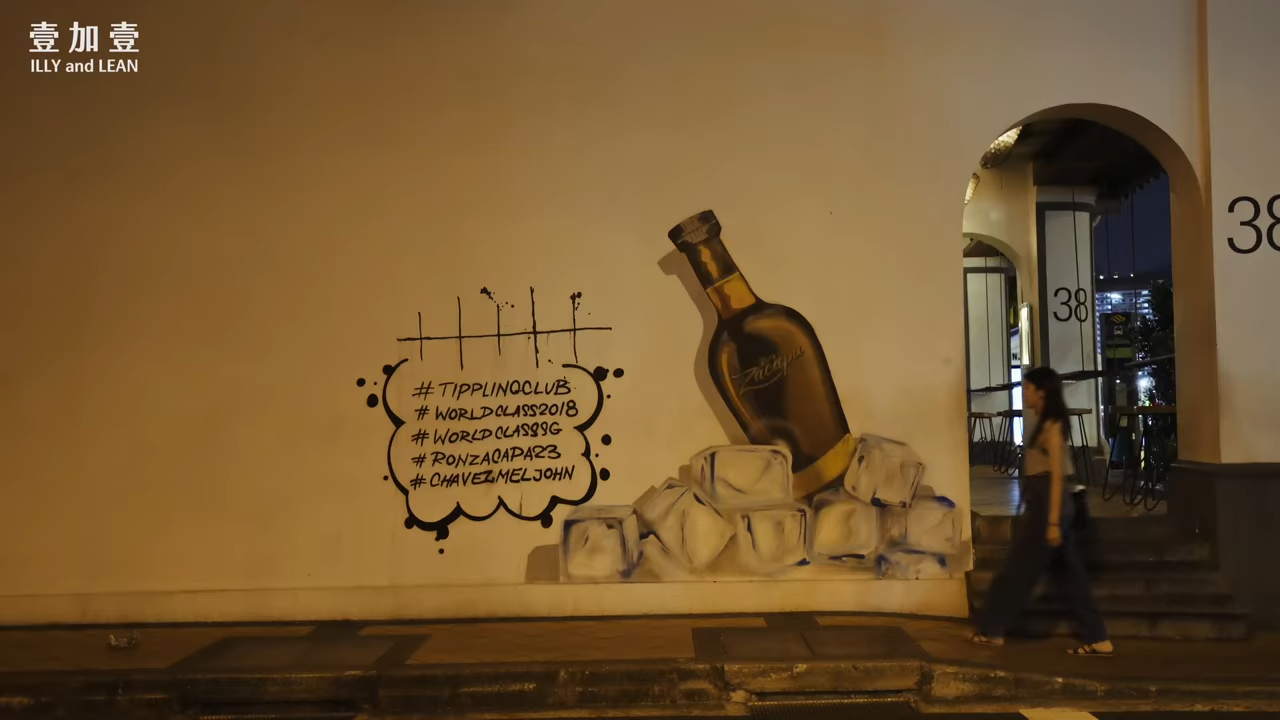 壹加壹
ILLY and LEAN
38
38
Zacapa
#TIPPLINGCLUB
#WORLDCLASS2018
#WORLDCLASSSG
#RONZACAPA23
#CHAVEZMELJOHN